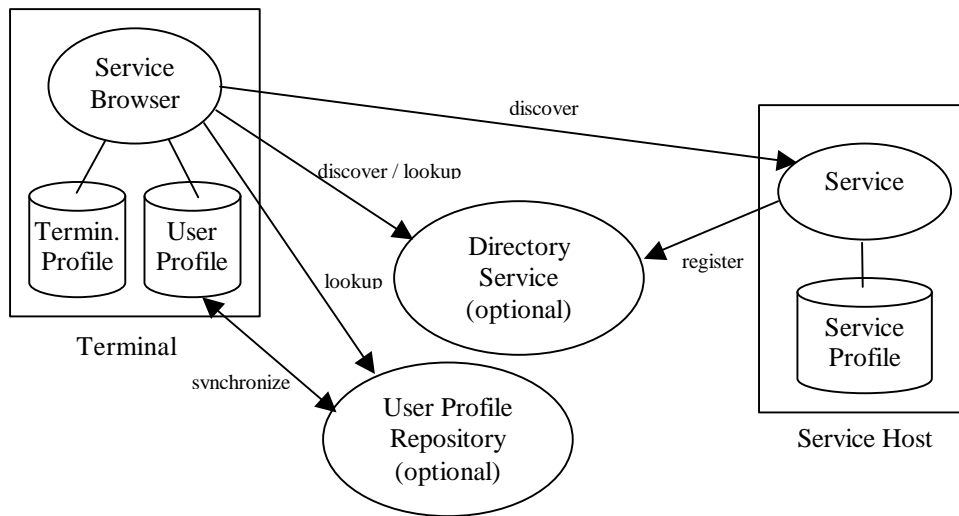 Service
Browser
discover
discover / lookup
Service
Termin.
Profile
User
Profile
Directory
Service
(optional)
register
lookup
Service
Profile
Terminal
svnchronize
User Profile
Repository
(optional)
Service Host